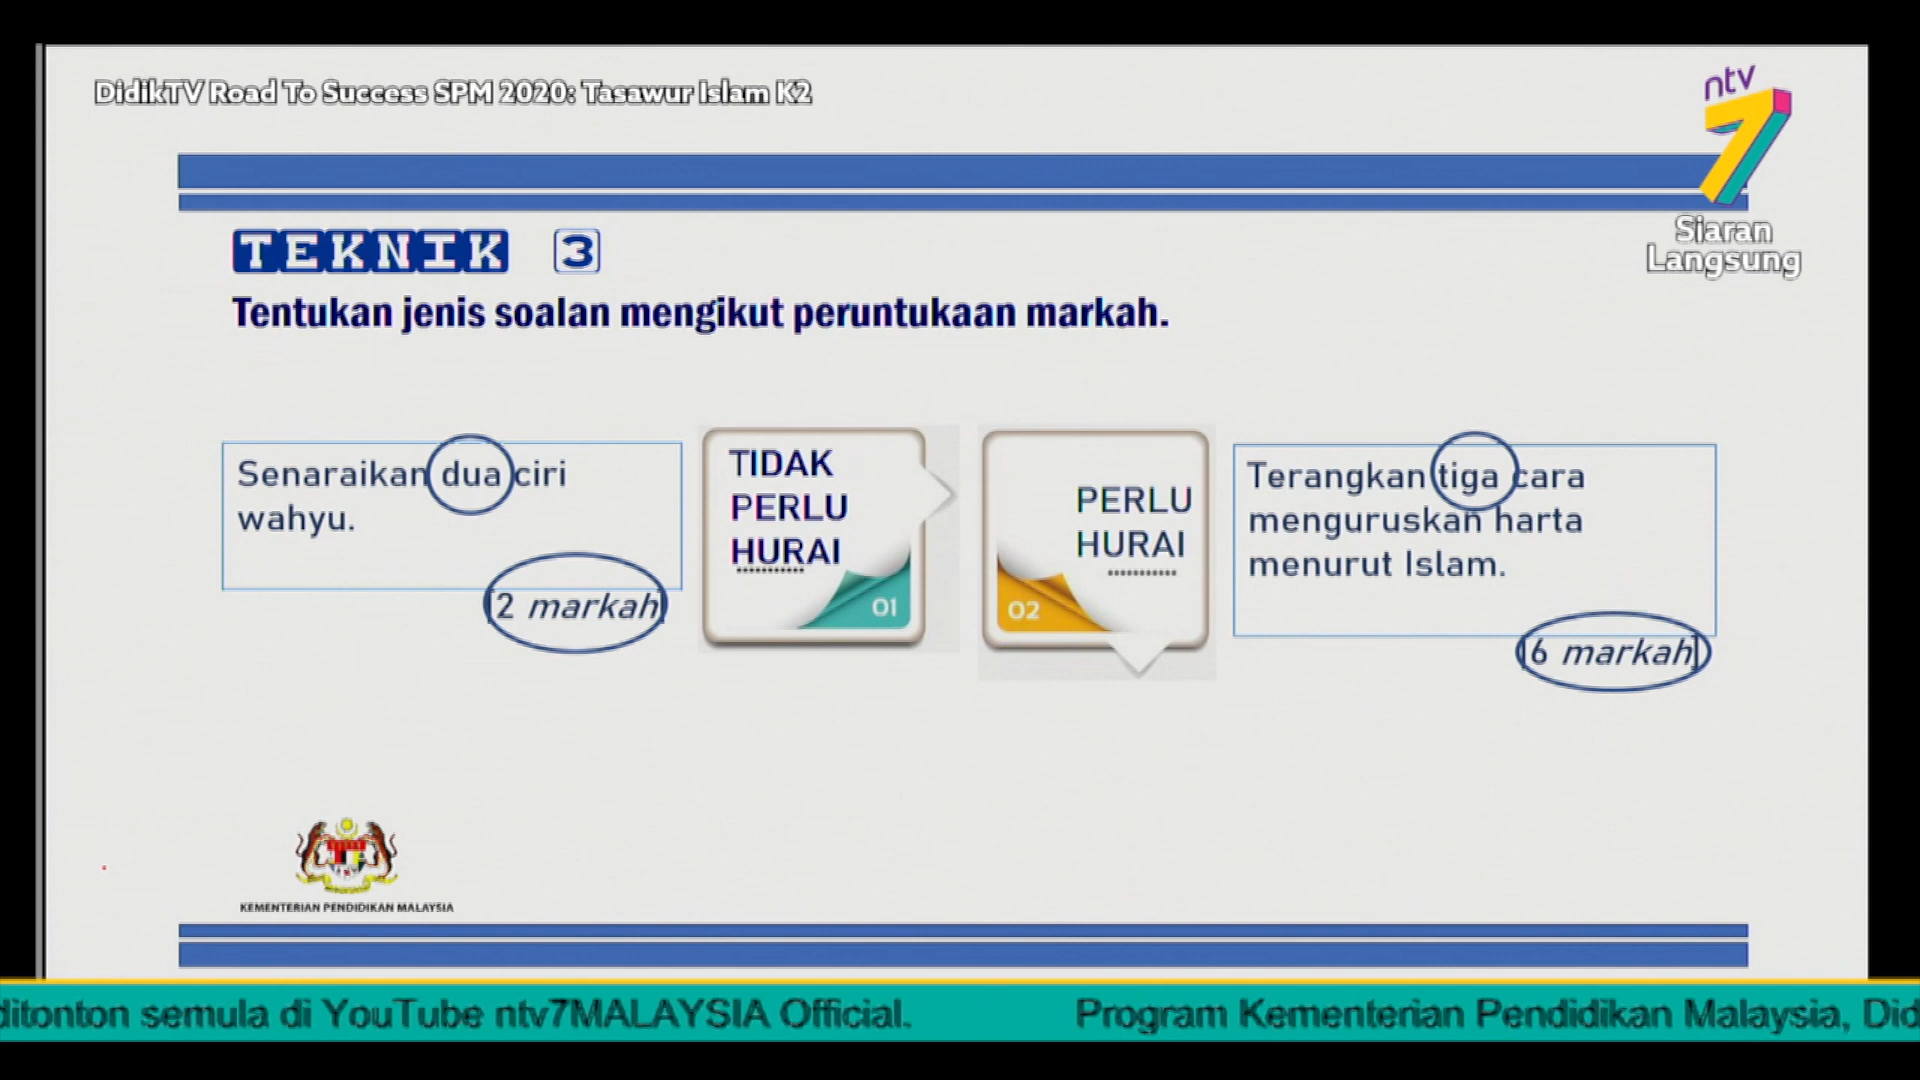 DidikTV Road To Success SPM 2020: Tasawur Islam K2
ntv
7
Siaran
Langsung
TEKNIK 3
Tentukan jenis soalan mengikut peruntukaan markah.
Senaraikan dua ciri
wahyu.
[2 markah]
TIDAK
PERLU
HURAI
01
PERLU
HURAI
02
Terangkan tiga cara
menguruskan harta
menurut Islam.
[6 markah]
KEMENTERIAN PENDIDIKAN MALAYSIA
ditonton semula di YouTube ntv7MALAYSIA Official. Program Kementerian Pendidikan Malaysia, Did